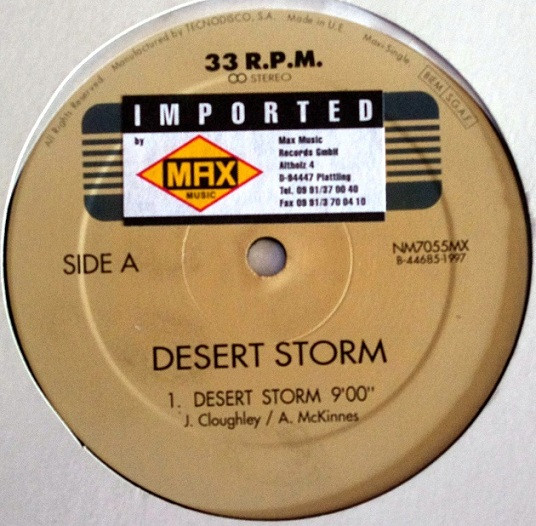 All Rights Reserved. Manufactured by TECNODISCO, S.A. Made in U.E. Maxi-Single.
33 R.P.M.
STEREO
BIEM S.G.A.E.
IMPORTED
by
MAX
MUSIC
Max Music
Records GmbH
Altholz 4
D-94447 Plattling
Tel. 09 91/37 00 40
Fax 09 91/3 70 04 10
SIDE A
NM7055MX
B-44685-1997
DESERT STORM
1. DESERT STORM 9'00"
J. Cloughley / A. McKinnes